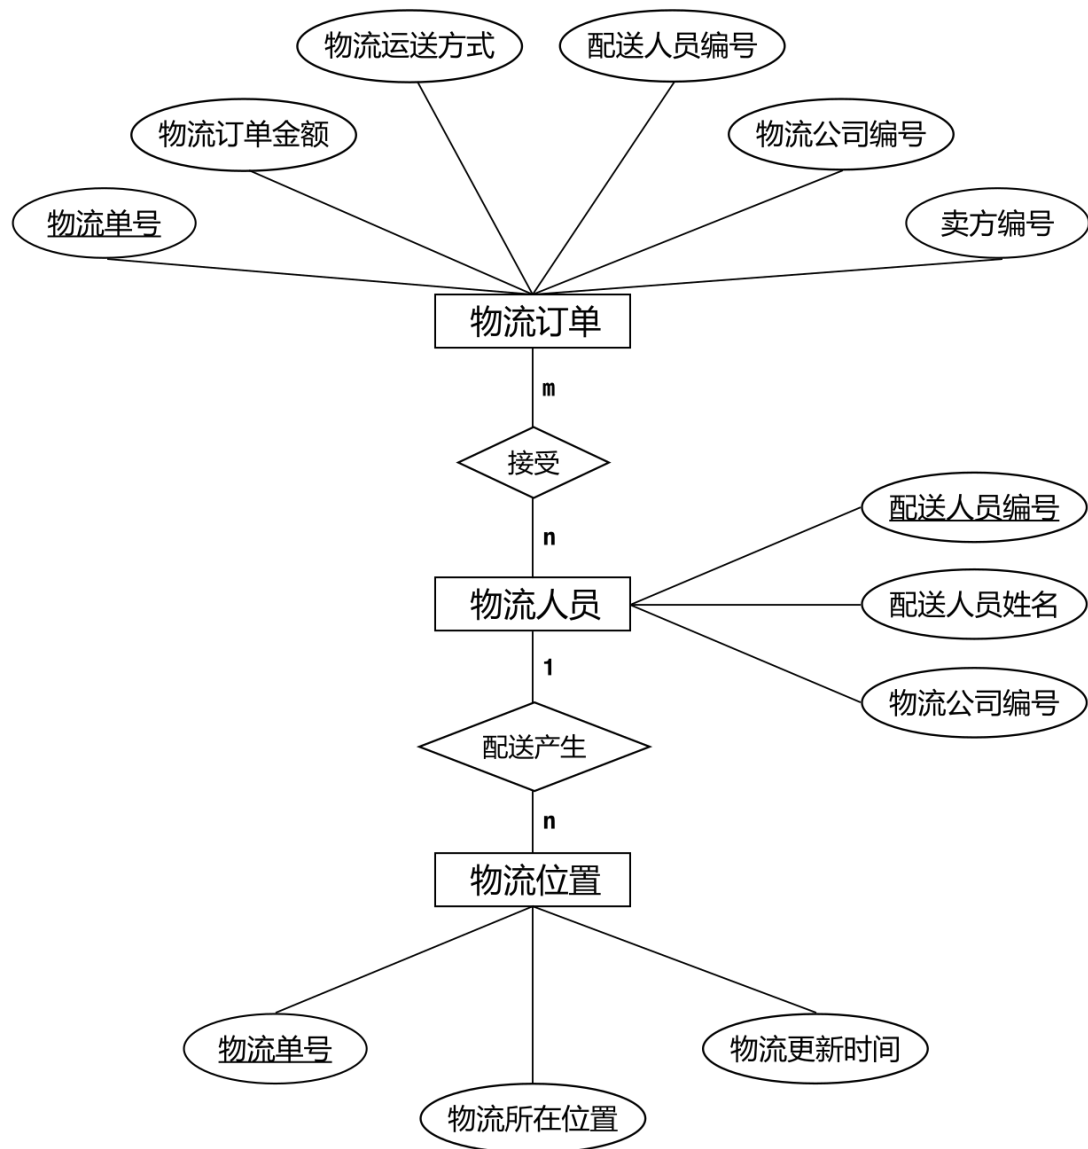 物流运送方式
配送人员编号
物流订单金额
物流公司编号
物流单号
卖方编号
物流订单
m
接受
n
配送人员编号
物流人员
配送人员姓名
1
物流公司编号
配送产生
n
物流位置
物流单号
物流更新时间
物流所在位置